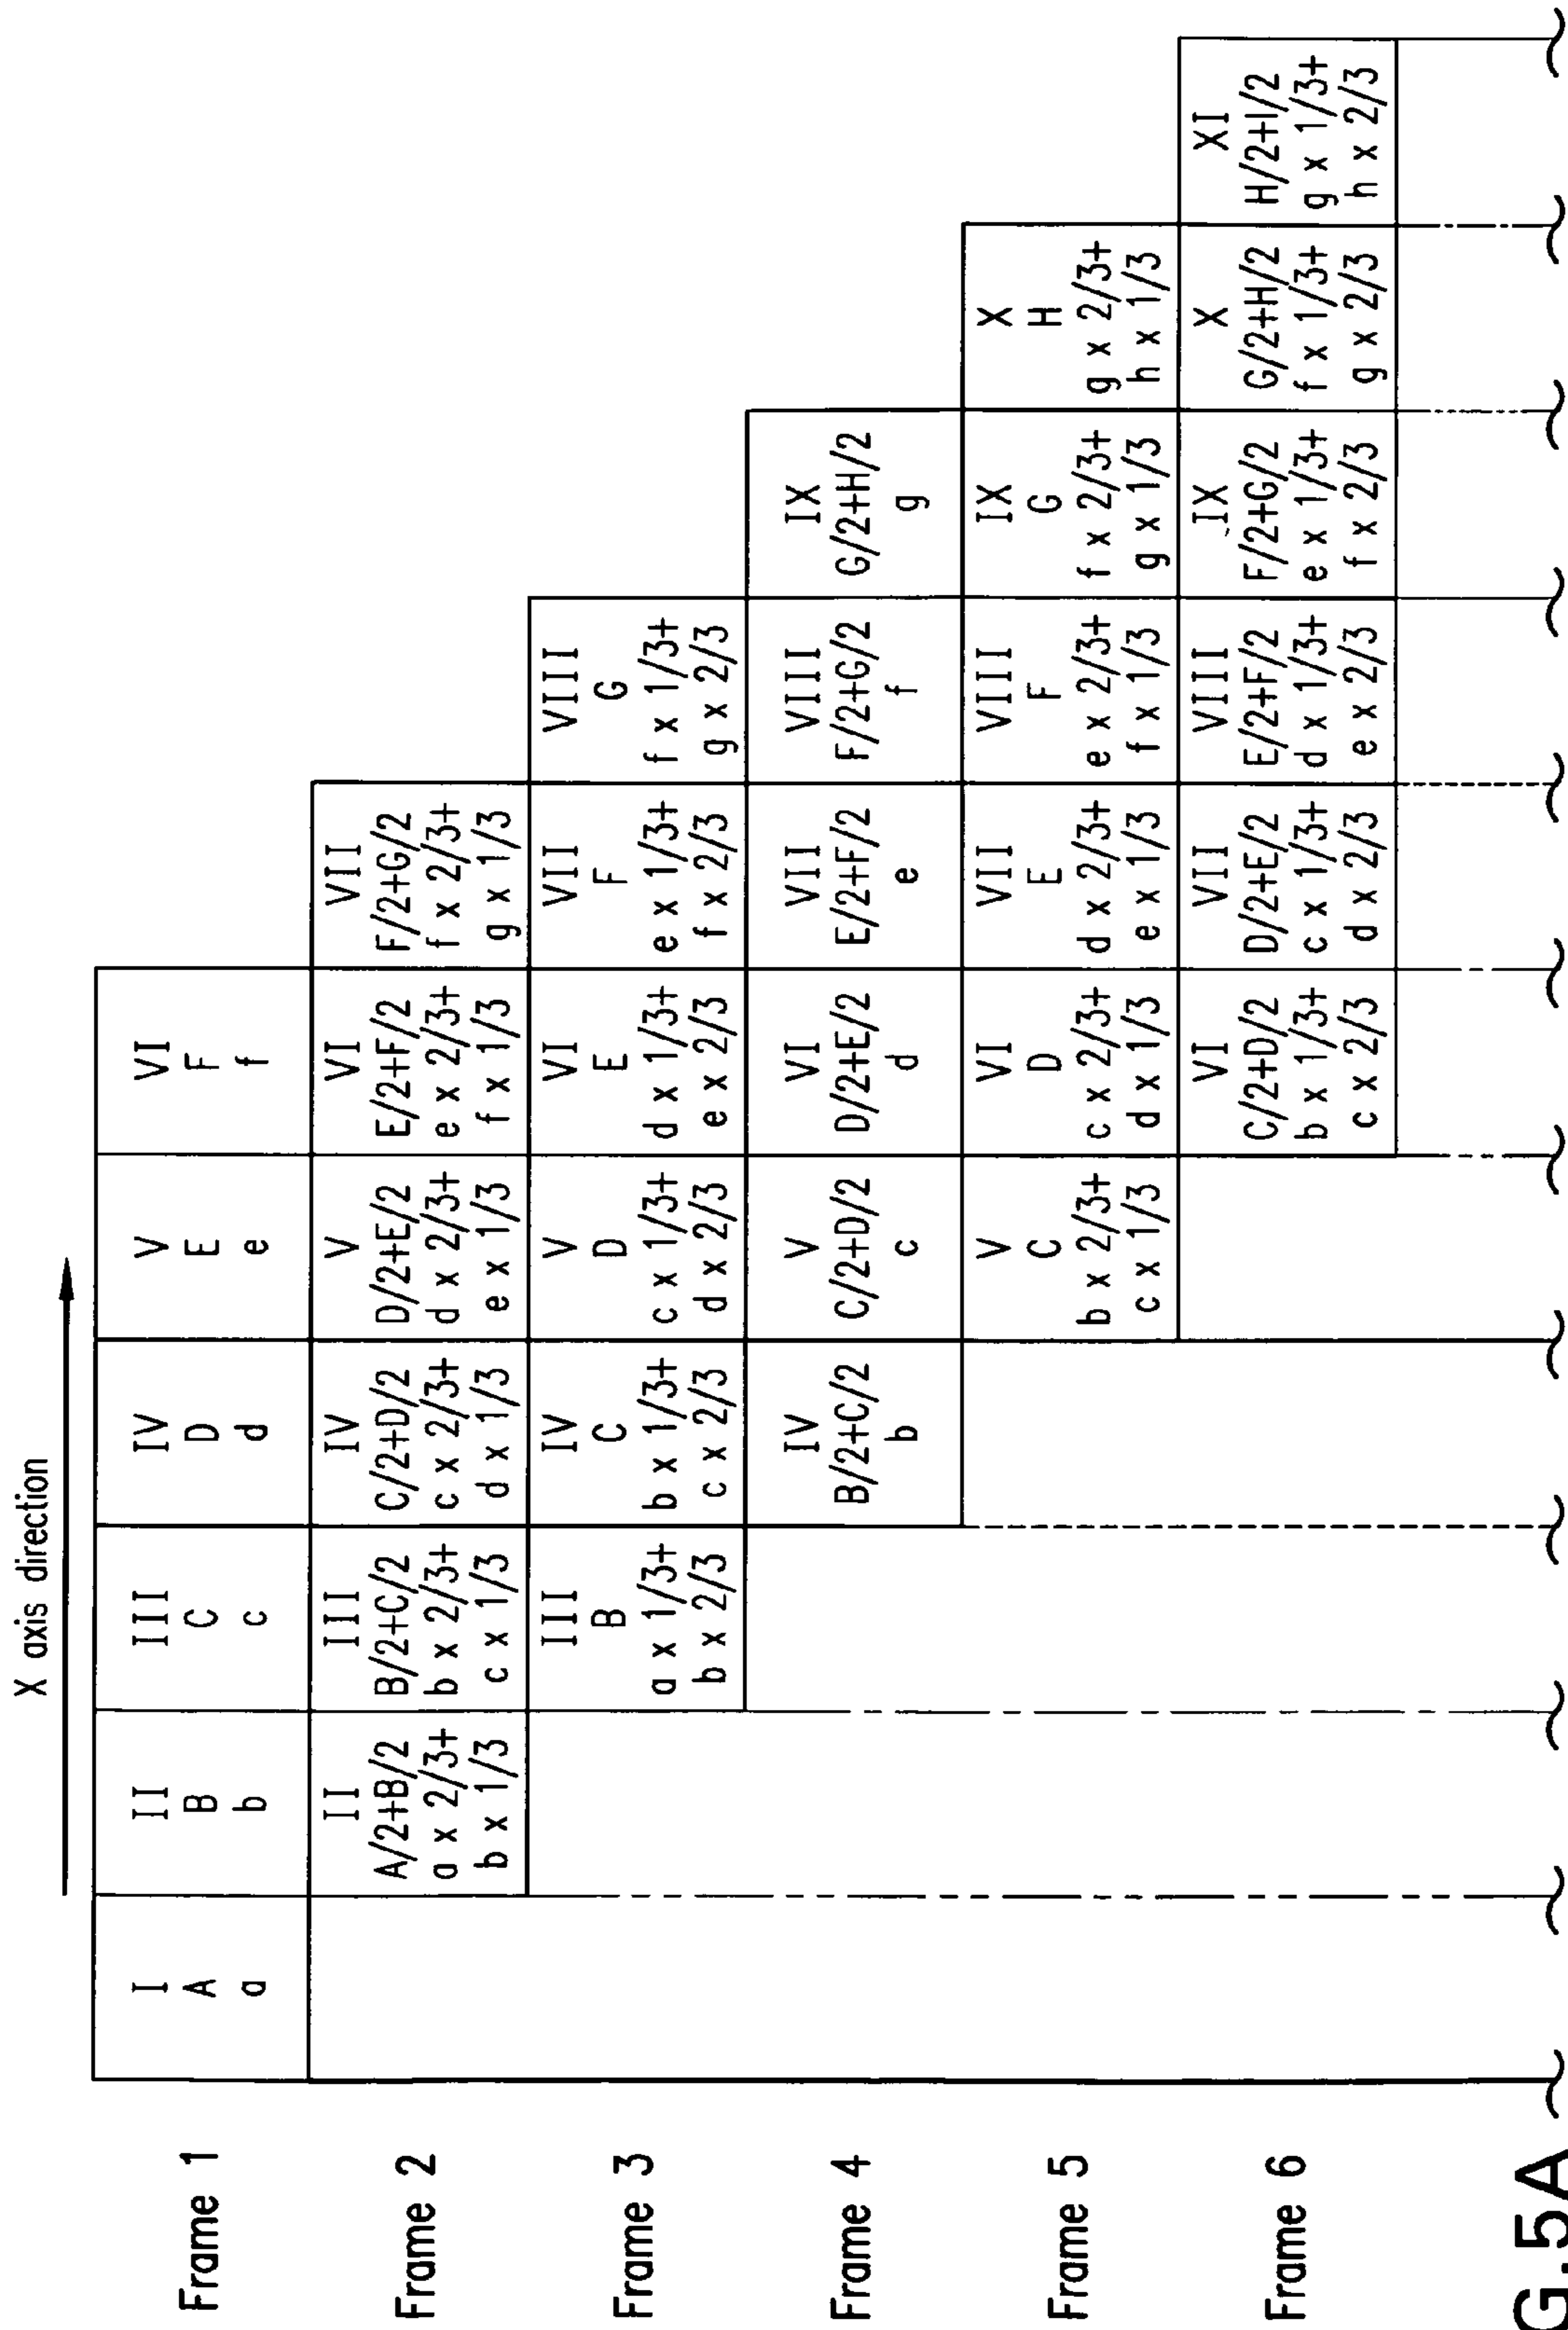 X axis direction
Frame 1
I
A
a
II
B
b
III
C
c
IV
D
d
V
E
e
VI
F
f
Frame 2
II
A/2+B/2
a x 2/3+
b x 1/3
III
B/2+C/2
b x 2/3+
c x 1/3
IV
C/2+D/2
c x 2/3+
d x 1/3
V
D/2+E/2
d x 2/3+
e x 1/3
VI
E/2+F/2
e x 2/3+
f x 1/3
VII
F/2+G/2
f x 2/3+
g x 1/3
Frame 3
III
B
a x 1/3+
b x 2/3
IV
C
b x 1/3+
c x 2/3
V
D
c x 1/3+
d x 2/3
VI
E
d x 1/3+
e x 2/3
VII
F
e x 1/3+
f x 2/3
VIII
G
f x 1/3+
g x 2/3
Frame 4
IV
B/2+C/2
b
V
C/2+D/2
c
VI
D/2+E/2
d
VII
E/2+F/2
e
VIII
F/2+G/2
f
IX
G/2+H/2
g
Frame 5
V
C
b x 2/3+
c x 1/3
VI
D
c x 2/3+
d x 1/3
VII
E
d x 2/3+
e x 1/3
VIII
F
e x 2/3+
f x 1/3
IX
G
f x 2/3+
g x 1/3
X
H
g x 2/3+
h x 1/3
Frame 6
VI
C/2+D/2
b x 1/3+
c x 2/3
VII
D/2+E/2
c x 1/3+
d x 2/3
VIII
E/2+F/2
d x 1/3+
e x 2/3
IX
F/2+G/2
e x 1/3+
f x 2/3
X
G/2+H/2
f x 1/3+
g x 2/3
XI
H/2+I/2
g x 1/3+
h x 2/3
G.5A